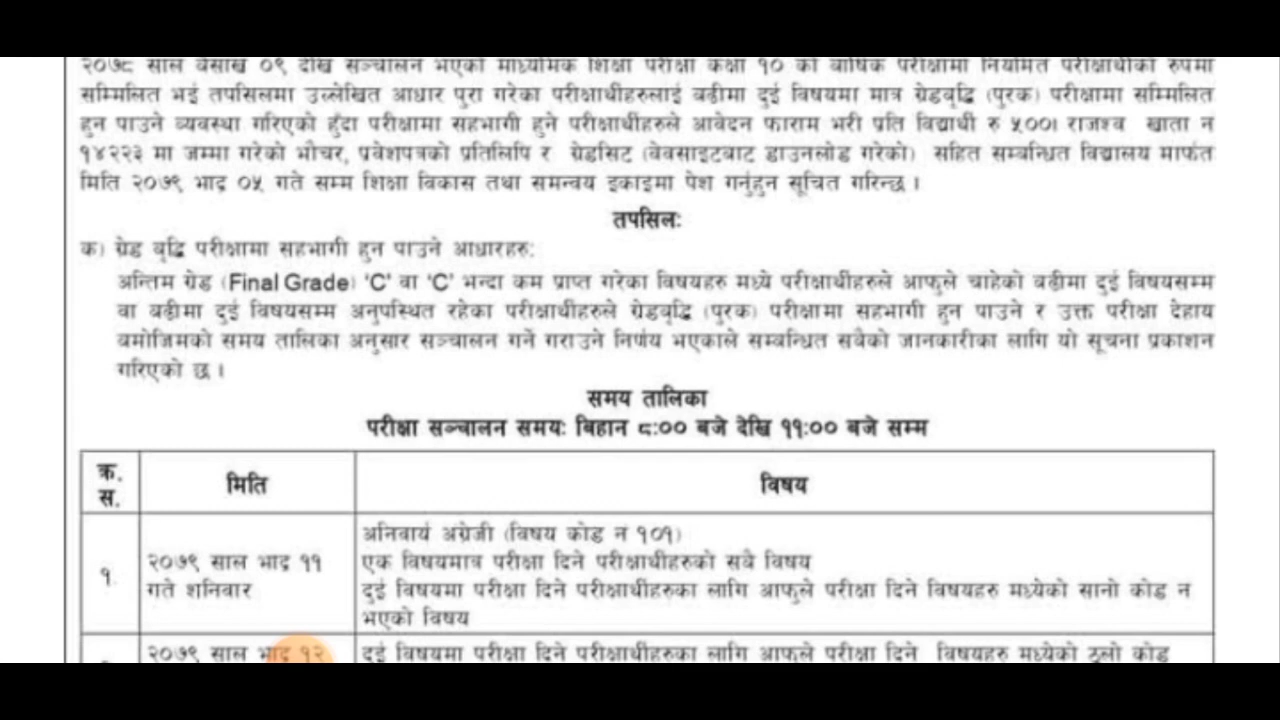 २०७८ साल बैसाख ०९ देखि सञ्चालन भएको माध्यमिक शिक्षा परीक्षा कक्षा १० को वार्षिक परीक्षामा नियमित परीक्षार्थीको रुपमा
सम्मिलित भई तपसिलमा उल्लेखित आधार पुरा गरेका परीक्षार्थीहरुलाई बढीमा दुई विषयमा मात्र ग्रेडबृद्धि (पुरक) परीक्षामा सम्मिलित
हुन पाउने व्यवस्था गरिएको हुँदा परीक्षामा सहभागी हुने परीक्षार्थीहरुले आवेदन फाराम भरी प्रति विद्यार्थी रु ५००। राजश्व खाता न
१४२२३ मा जम्मा गरेको भौचर, प्रवेशपत्रको प्रतिलिपि र ग्रेडसिट (वेवसाइटबाट डाउनलोड गरेको) सहित सम्बन्धित विद्यालय मार्फत
मिति २०७९ भाद्र ०५ गते सम्म शिक्षा विकास तथा समन्वय इकाइमा पेश गर्नुहुन सूचित गरिन्छ ।
तपसिलः
क) ग्रेड बृद्धि परीक्षामा सहभागी हुन पाउने आधारहरु:
अन्तिम ग्रेड (Final Grade) 'C' वा 'C' भन्दा कम प्राप्त गरेका विषयहरु मध्ये परीक्षार्थीहरुले आफुले चाहेको बढीमा दुई विषयसम्म
वा बढीमा दुई विषयसम्म अनुपस्थित रहेका परीक्षार्थीहरुले ग्रेडबृद्धि (पुरक) परीक्षामा सहभागी हुन पाउने र उक्त परीक्षा देहाय
बमोजिमको समय तालिका अनुसार सञ्चालन गर्ने गराउने निर्णय भएकाले सम्बन्धित सबैको जानकारीका लागि यो सूचना प्रकाशन
गरिएको छ ।
समय तालिका
परीक्षा सञ्चालन समयः बिहान ८:०० बजे देखि ११:०० बजे सम्म
क्र.
स.
मिति
विषय
१.
२०७९ साल भाद्र ११
गते शनिवार
अनिवार्य अंग्रेजी (विषय कोड न १०१)
एक विषयमात्र परीक्षा दिने परीक्षार्थीहरुको सबै विषय
दुई विषयमा परीक्षा दिने परीक्षार्थीहरुका लागि आफुले परीक्षा दिने विषयहरु मध्येको सानो कोड न
भएको विषय
२०७९ साल भाद्र १२
दुई विषयमा परीक्षा दिने परीक्षार्थीहरुका लागि आफुले परीक्षा दिने विषयहरु मध्येको ठुलो कोड